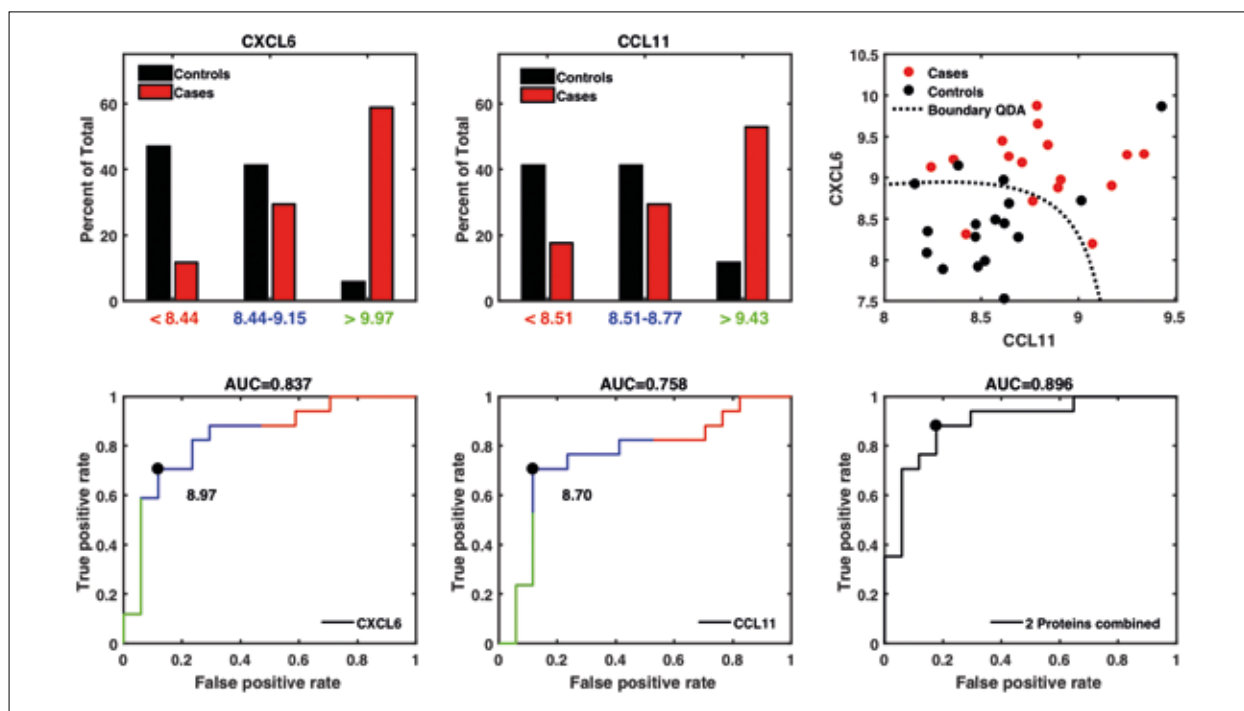 CXCL6
Controls
Cases
60
40
20
0
Percent of Total
< 8.44
8.44-9.15
> 9.97
CCL11
Controls
Cases
60
40
20
0
Percent of Total
< 8.51
8.51-8.77
> 9.43
10.5
10
9.5
9
8.5
8
7.5
CXCL6
Cases
Controls
Boundary QDA
8
8.5
9
9.5
CCL11
AUC=0.837
1
0.8
0.6
0.4
0.2
0
True positive rate
8.97
CXCL6
0
0.2
0.4
0.6
0.8
1
False positive rate
AUC=0.758
1
0.8
0.6
0.4
0.2
0
True positive rate
8.70
CCL11
0
0.2
0.4
0.6
0.8
1
False positive rate
AUC=0.896
1
0.8
0.6
0.4
0.2
0
True positive rate
2 Proteins combined
0
0.2
0.4
0.6
0.8
1
False positive rate